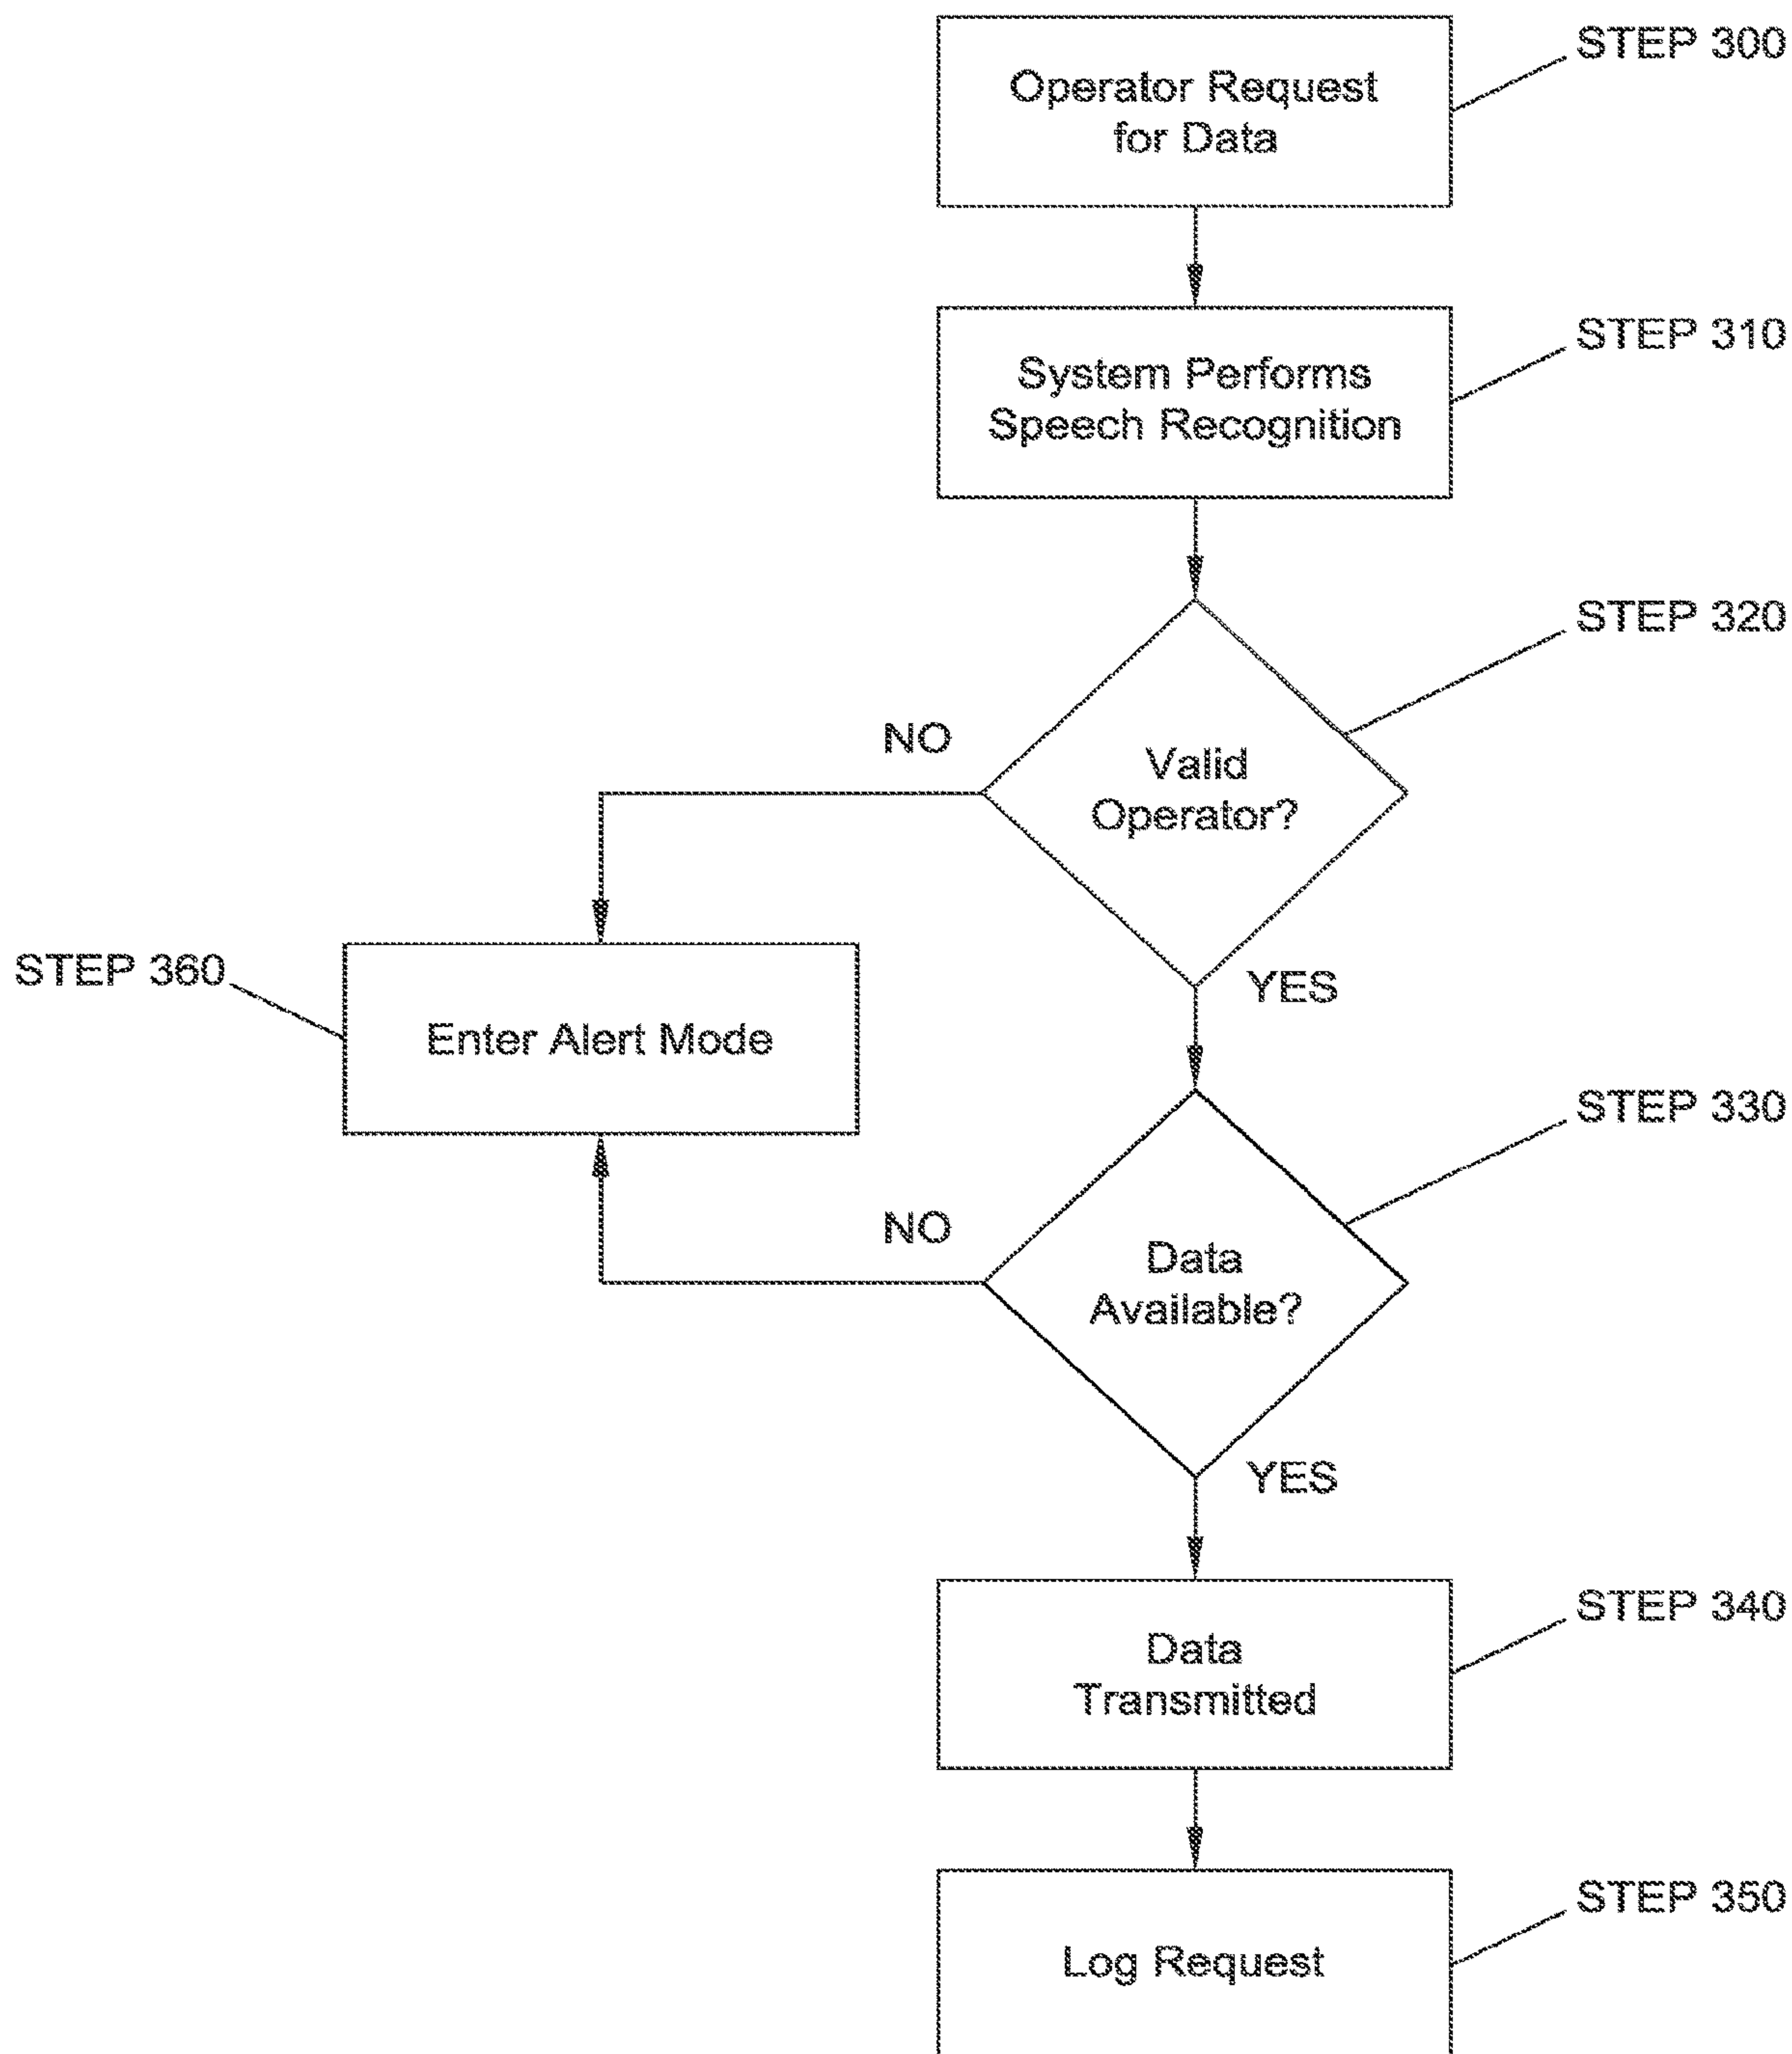 STEP 300
Operator Request
for Data
STEP 310
System Performs
Speech Recognition
STEP 320
NO
Valid
Operator?
STEP 360
YES
Enter Alert Mode
STEP 330
NO
Data
Available?
YES
STEP 340
Data
Transmitted
STEP 350
Log Request